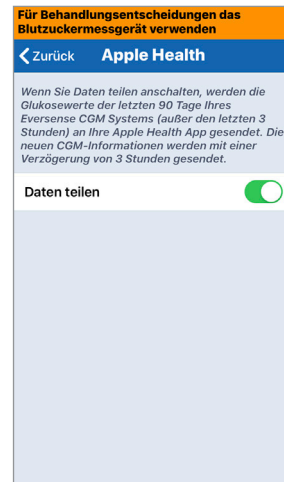 Für Behandlungsentscheidungen das
Blutzuckermessgerät verwenden
Zurück Apple Health
Wenn Sie Daten teilen anschalten, werden die
Glukosewerte der letzten 90 Tage Ihres
Eversense CGM Systems (außer den letzten 3
Stunden) an Ihre Apple Health App gesendet. Die
neuen CGM-Informationen werden mit einer
Verzögerung von 3 Stunden gesendet.
Daten teilen